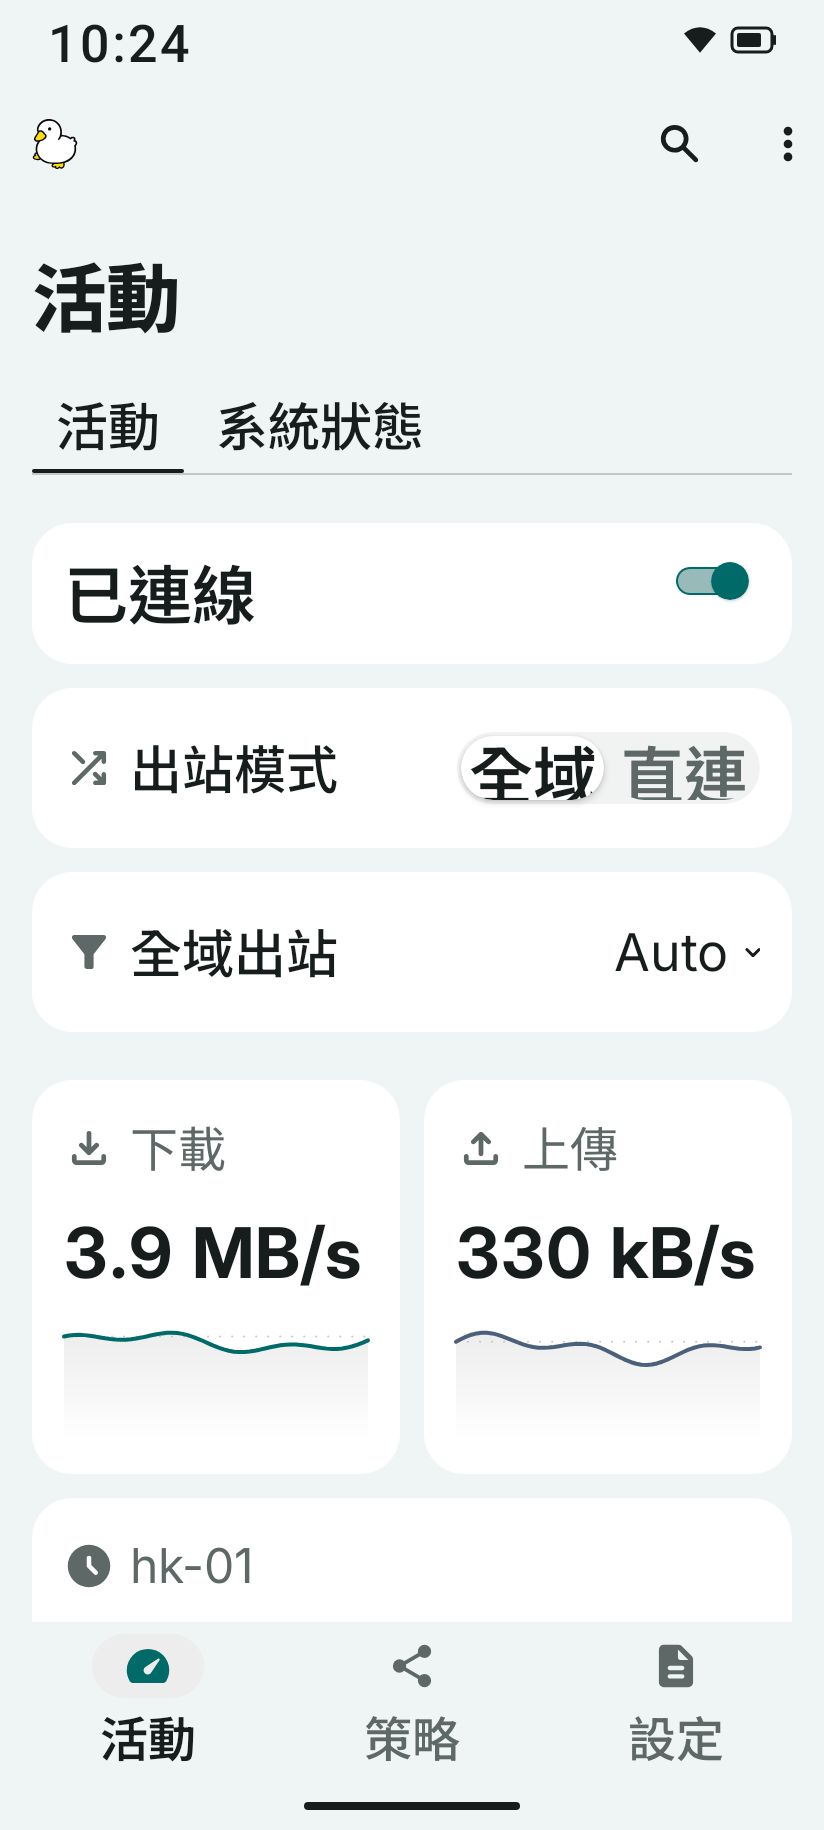 10:24
活動
活動 系統狀態
已連線
出站模式 全域 直連
全域出站 Auto
下載 上傳
3.9 MB/s 330 kB/s
hk-01
活動 策略 設定